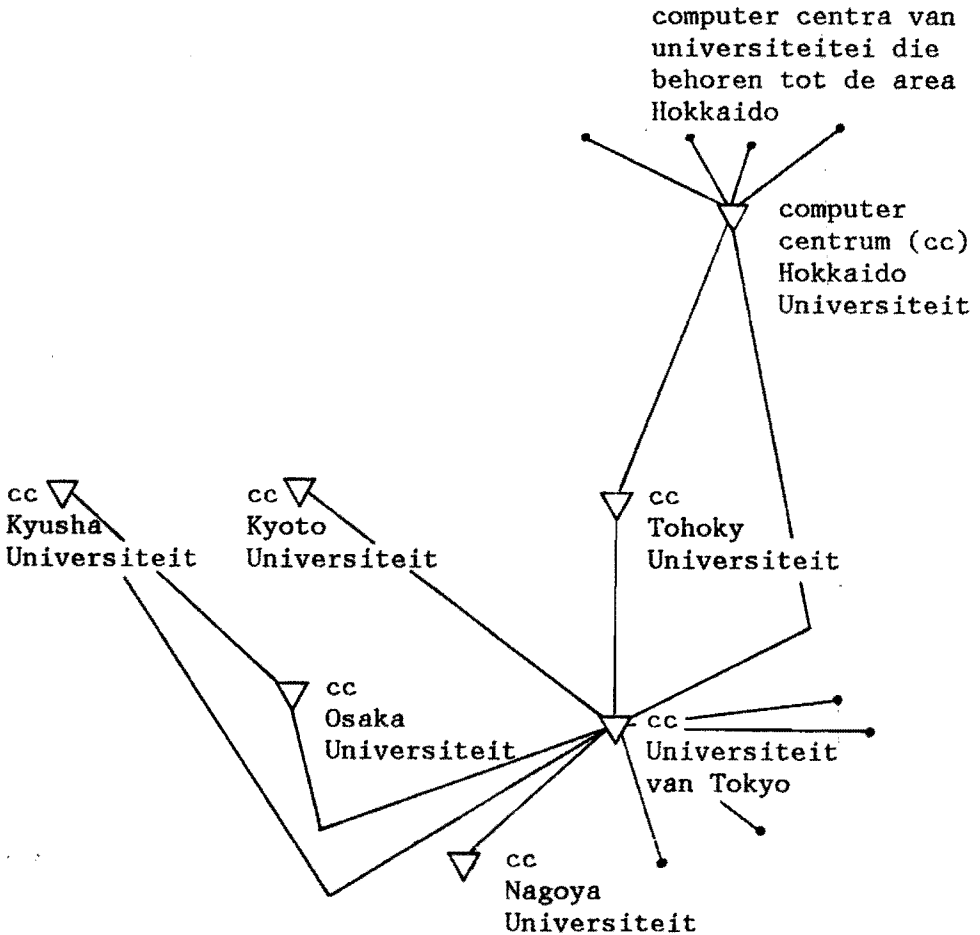 computer centra van
universiteitei die
behoren tot de area
Hokkaido
computer
centrum (cc)
Hokkaido
Universiteit
cc
Kyusha
Universiteit
cc
Kyoto
Universiteit
cc
Tohoky
Universiteit
cc
Osaka
Universiteit
cc
Universiteit
van Tokyo
cc
Nagoya
Universiteit